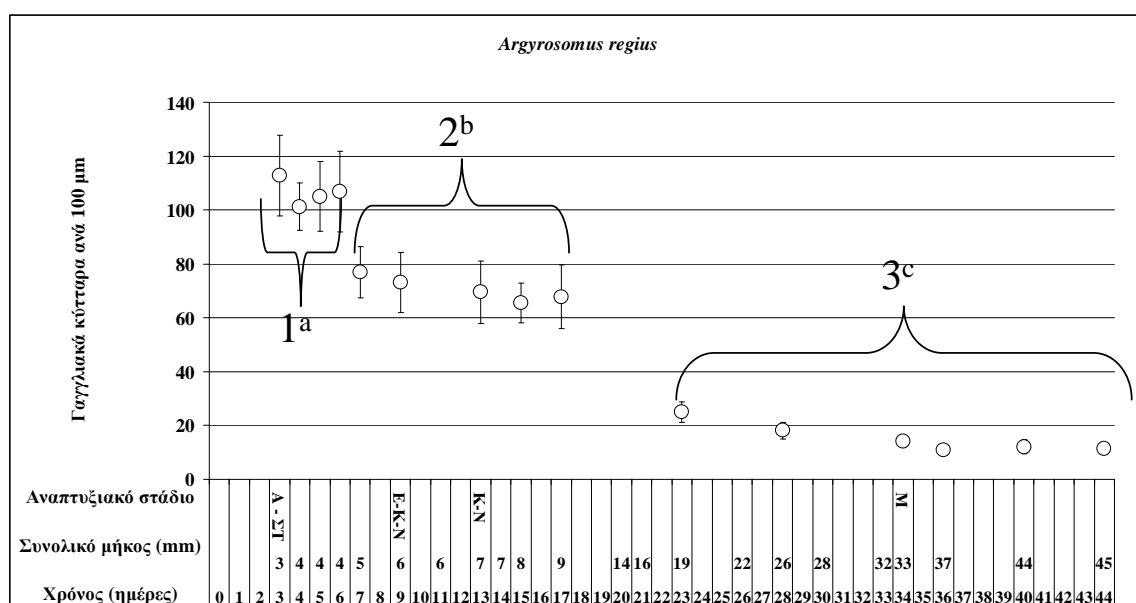 Argyrosomus regius
Γαγγλιακά κύτταρα ανά 100 μm
140
120
100
80
60
40
20
0
1a
2b
3c
Αναπτυξιακό στάδιο
Α - ΣΤ Ε-Κ-Ν Κ-Ν Μ
Συνολικό μήκος (mm)
3 4 4 4 5 6 6 7 7 8 9 14 16 19 22 26 28 32 33 37 44 45
Χρόνος (ημέρες)
0 1 2 3 4 5 6 7 8 9 10 11 12 13 14 15 16 17 18 19 20 21 22 23 24 25 26 27 28 29 30 31 32 33 34 35 36 37 38 39 40 41 42 43 44